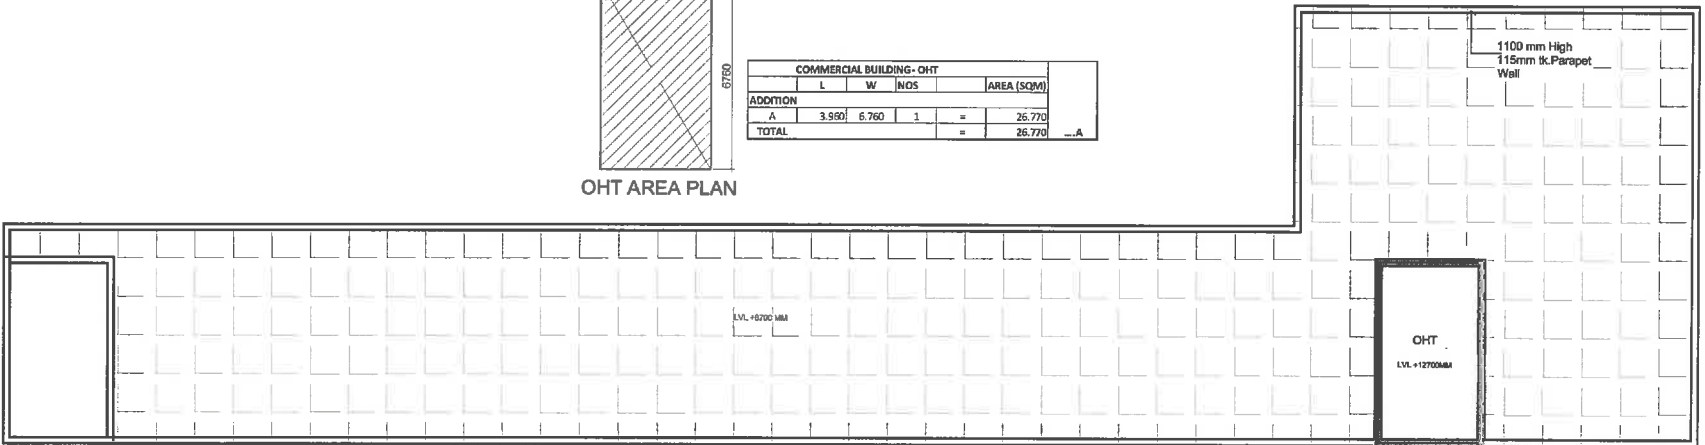 6760
COMMERCIAL BUILDING- OHT
L W NOS AREA (SQM)
ADDITION
A 3.960 6.760 1 = 26.770
TOTAL = 26.770 ....A
OHT AREA PLAN
1100 mm High
115mm tk.Parapet
Wall
LVL +8700 MM
OHT
LVL +12700MM